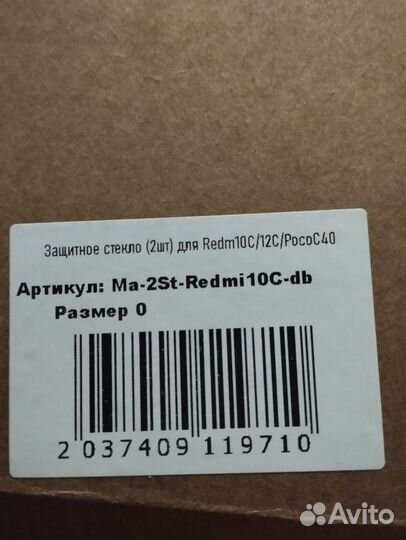 Защитное стекло (2шт) для Redm10C/12C/PocoC40
Артикул: Ma-2St-Redmi10C-db
Размер 0
2 037409 119710
Avito